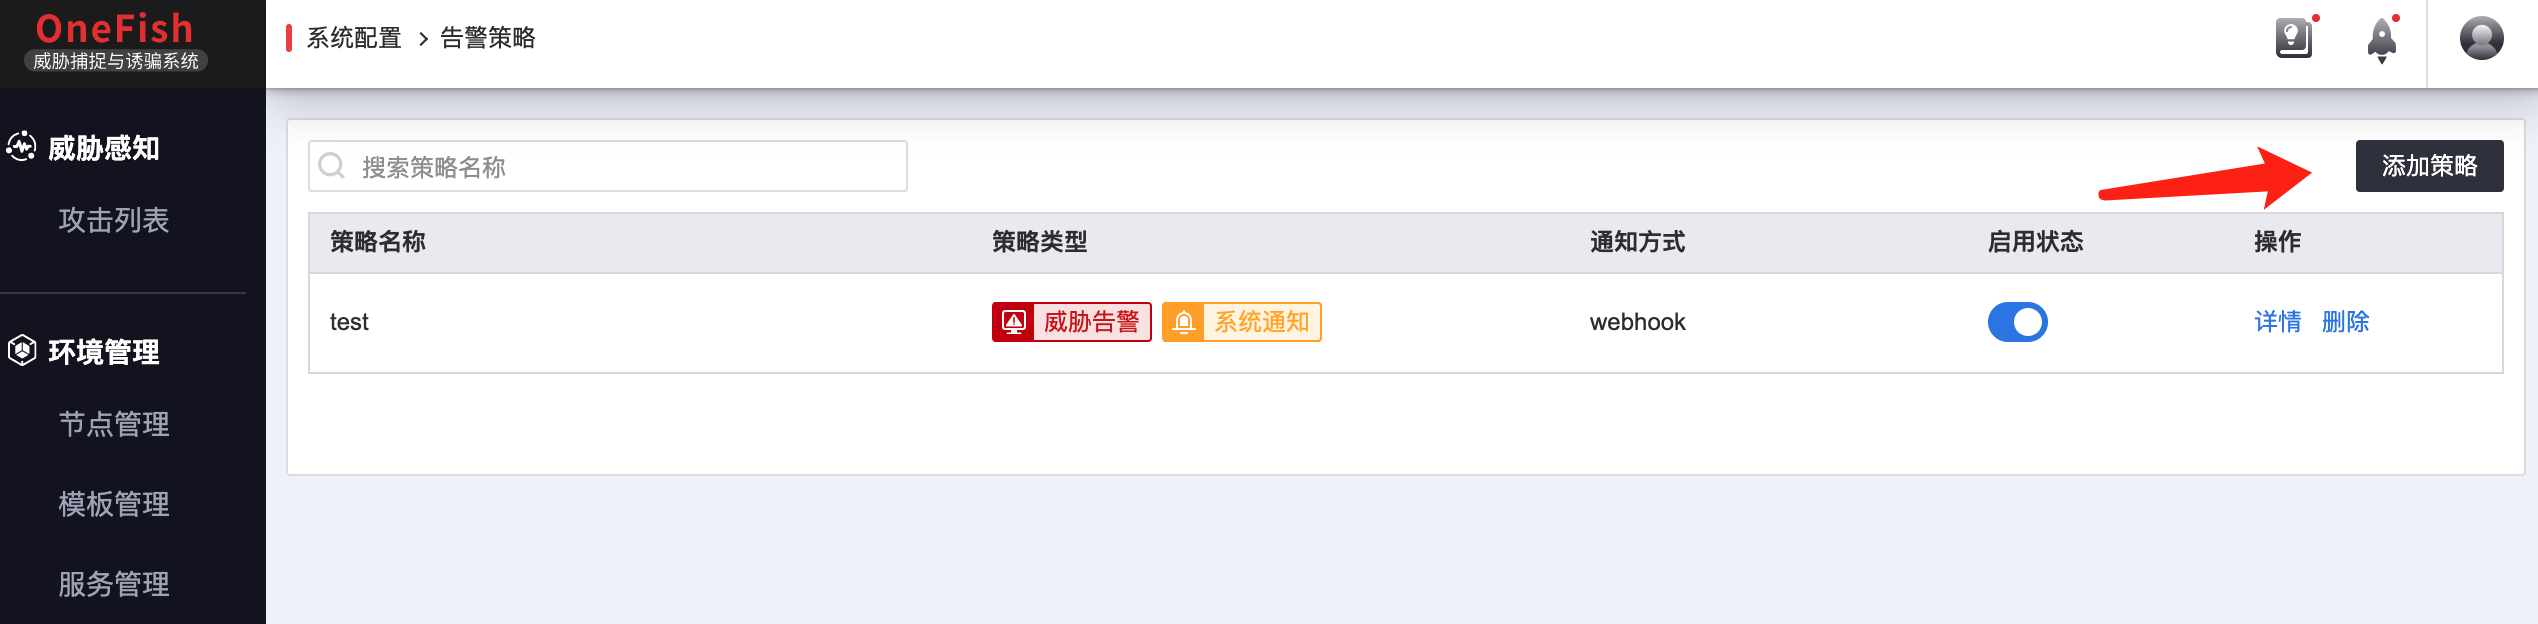 OneFish
威胁捕捉与诱骗系统
威胁感知
攻击列表
环境管理
节点管理
模板管理
服务管理
系统配置 > 告警策略
搜索策略名称
添加策略
策略名称 策略类型 通知方式 启用状态 操作
test 威胁告警 系统通知 webhook 详情 删除